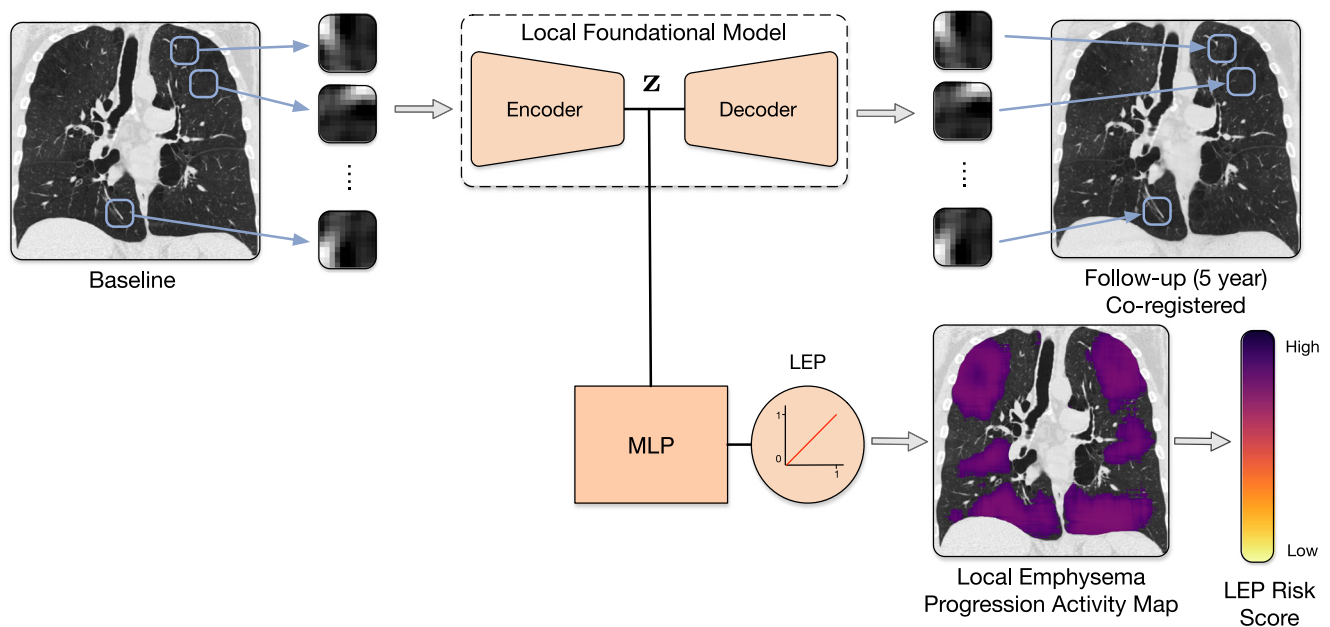 Local Foundational Model
Encoder
z
Decoder
Baseline
Follow-up (5 year)
Co-registered
LEP
MLP
1
0
1
High
Low
Local Emphysema
Progression Activity Map
LEP Risk
Score